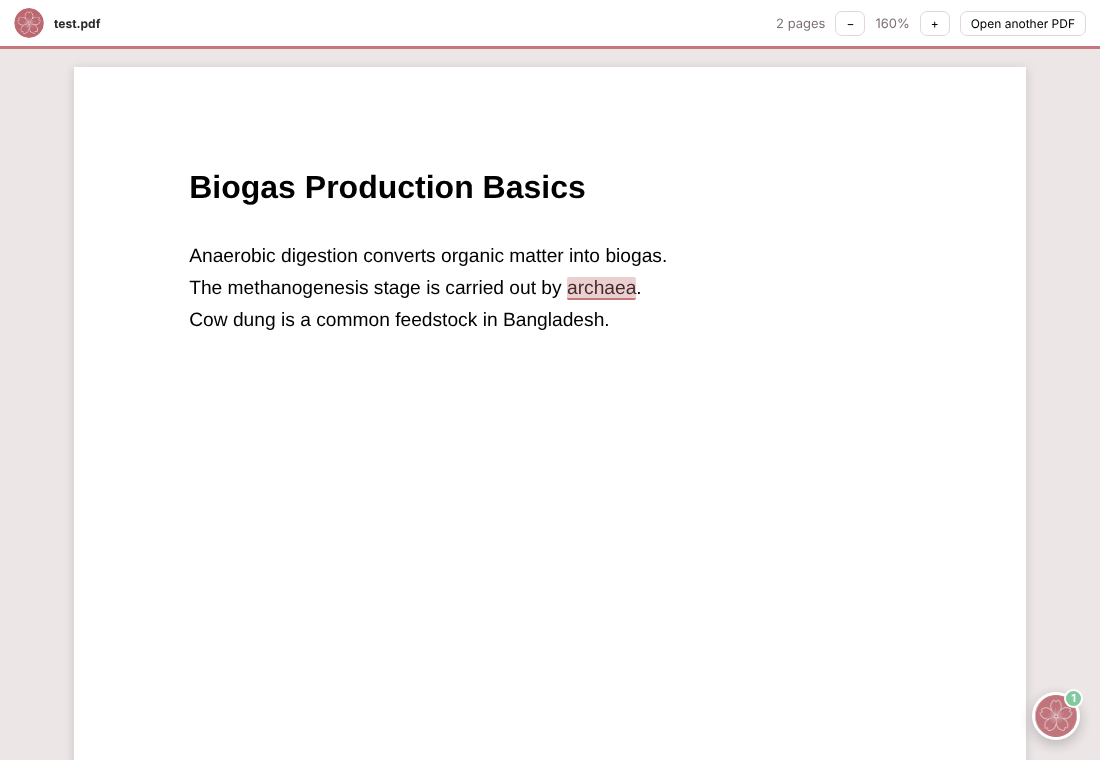 test.pdf
2 pages
−
160%
+
Open another PDF
Biogas Production Basics
Anaerobic digestion converts organic matter into biogas.
The methanogenesis stage is carried out by archaea.
Cow dung is a common feedstock in Bangladesh.
1